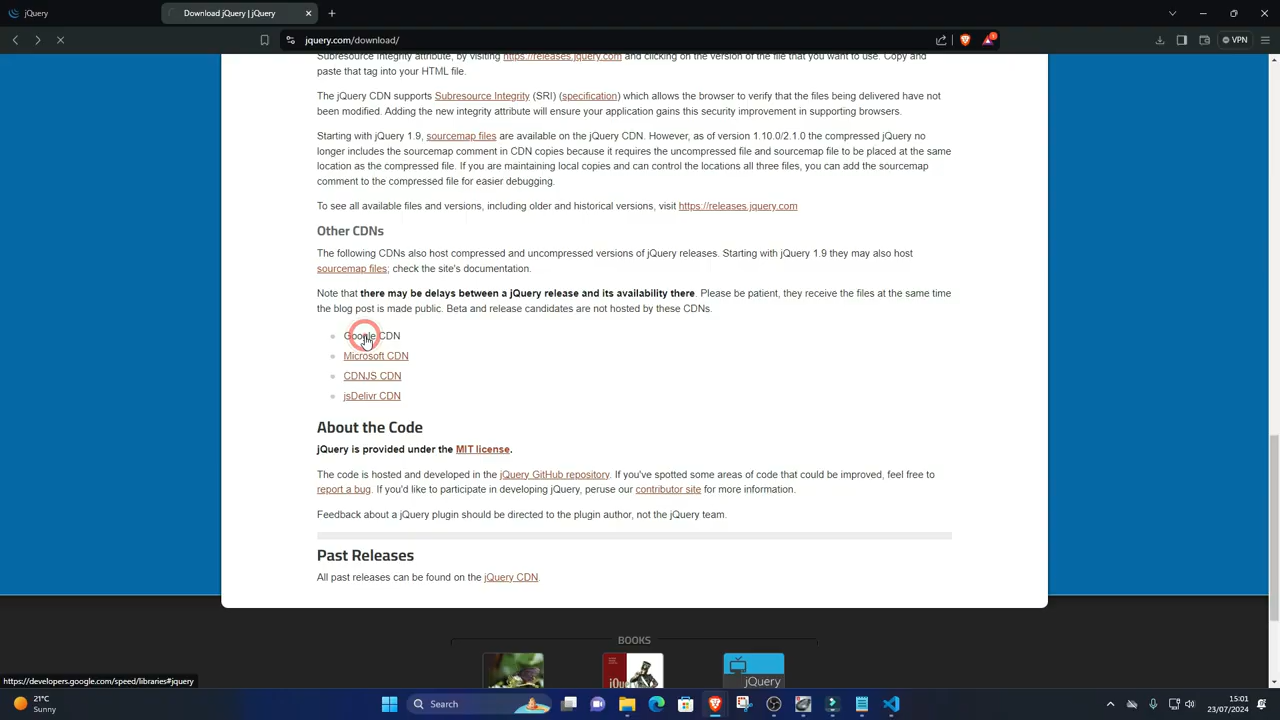 jQuery
Download jQuery | jQuery
jquery.com/download/
VPN
Subresource Integrity attribute, by visiting https://releases.jquery.com and clicking on the version of the file that you want to use. Copy and
paste that tag into your HTML file.
The jQuery CDN supports Subresource Integrity (SRI) (specification) which allows the browser to verify that the files being delivered have not
been modified. Adding the new integrity attribute will ensure your application gains this security improvement in supporting browsers.
Starting with jQuery 1.9, sourcemap files are available on the jQuery CDN. However, as of version 1.10.0/2.1.0 the compressed jQuery no
longer includes the sourcemap comment in CDN copies because it requires the uncompressed file and sourcemap file to be placed at the same
location as the compressed file. If you are maintaining local copies and can control the locations all three files, you can add the sourcemap
comment to the compressed file for easier debugging.
To see all available files and versions, including older and historical versions, visit https://releases.jquery.com
Other CDNs
The following CDNs also host compressed and uncompressed versions of jQuery releases. Starting with jQuery 1.9 they may also host
sourcemap files; check the site's documentation.
Note that there may be delays between a jQuery release and its availability there. Please be patient, they receive the files at the same time
the blog post is made public. Beta and release candidates are not hosted by these CDNs.
Google CDN
Microsoft CDN
CDNJS CDN
jsDelivr CDN
About the Code
jQuery is provided under the MIT license.
The code is hosted and developed in the jQuery GitHub repository. If you've spotted some areas of code that could be improved, feel free to
report a bug. If you'd like to participate in developing jQuery, peruse our contributor site for more information.
Feedback about a jQuery plugin should be directed to the plugin author, not the jQuery team.
Past Releases
All past releases can be found on the jQuery CDN.
BOOKS
jQuery
https://developers.google.com/speed/libraries#jquery
21°C
Sunny
Search
15:01
23/07/2024